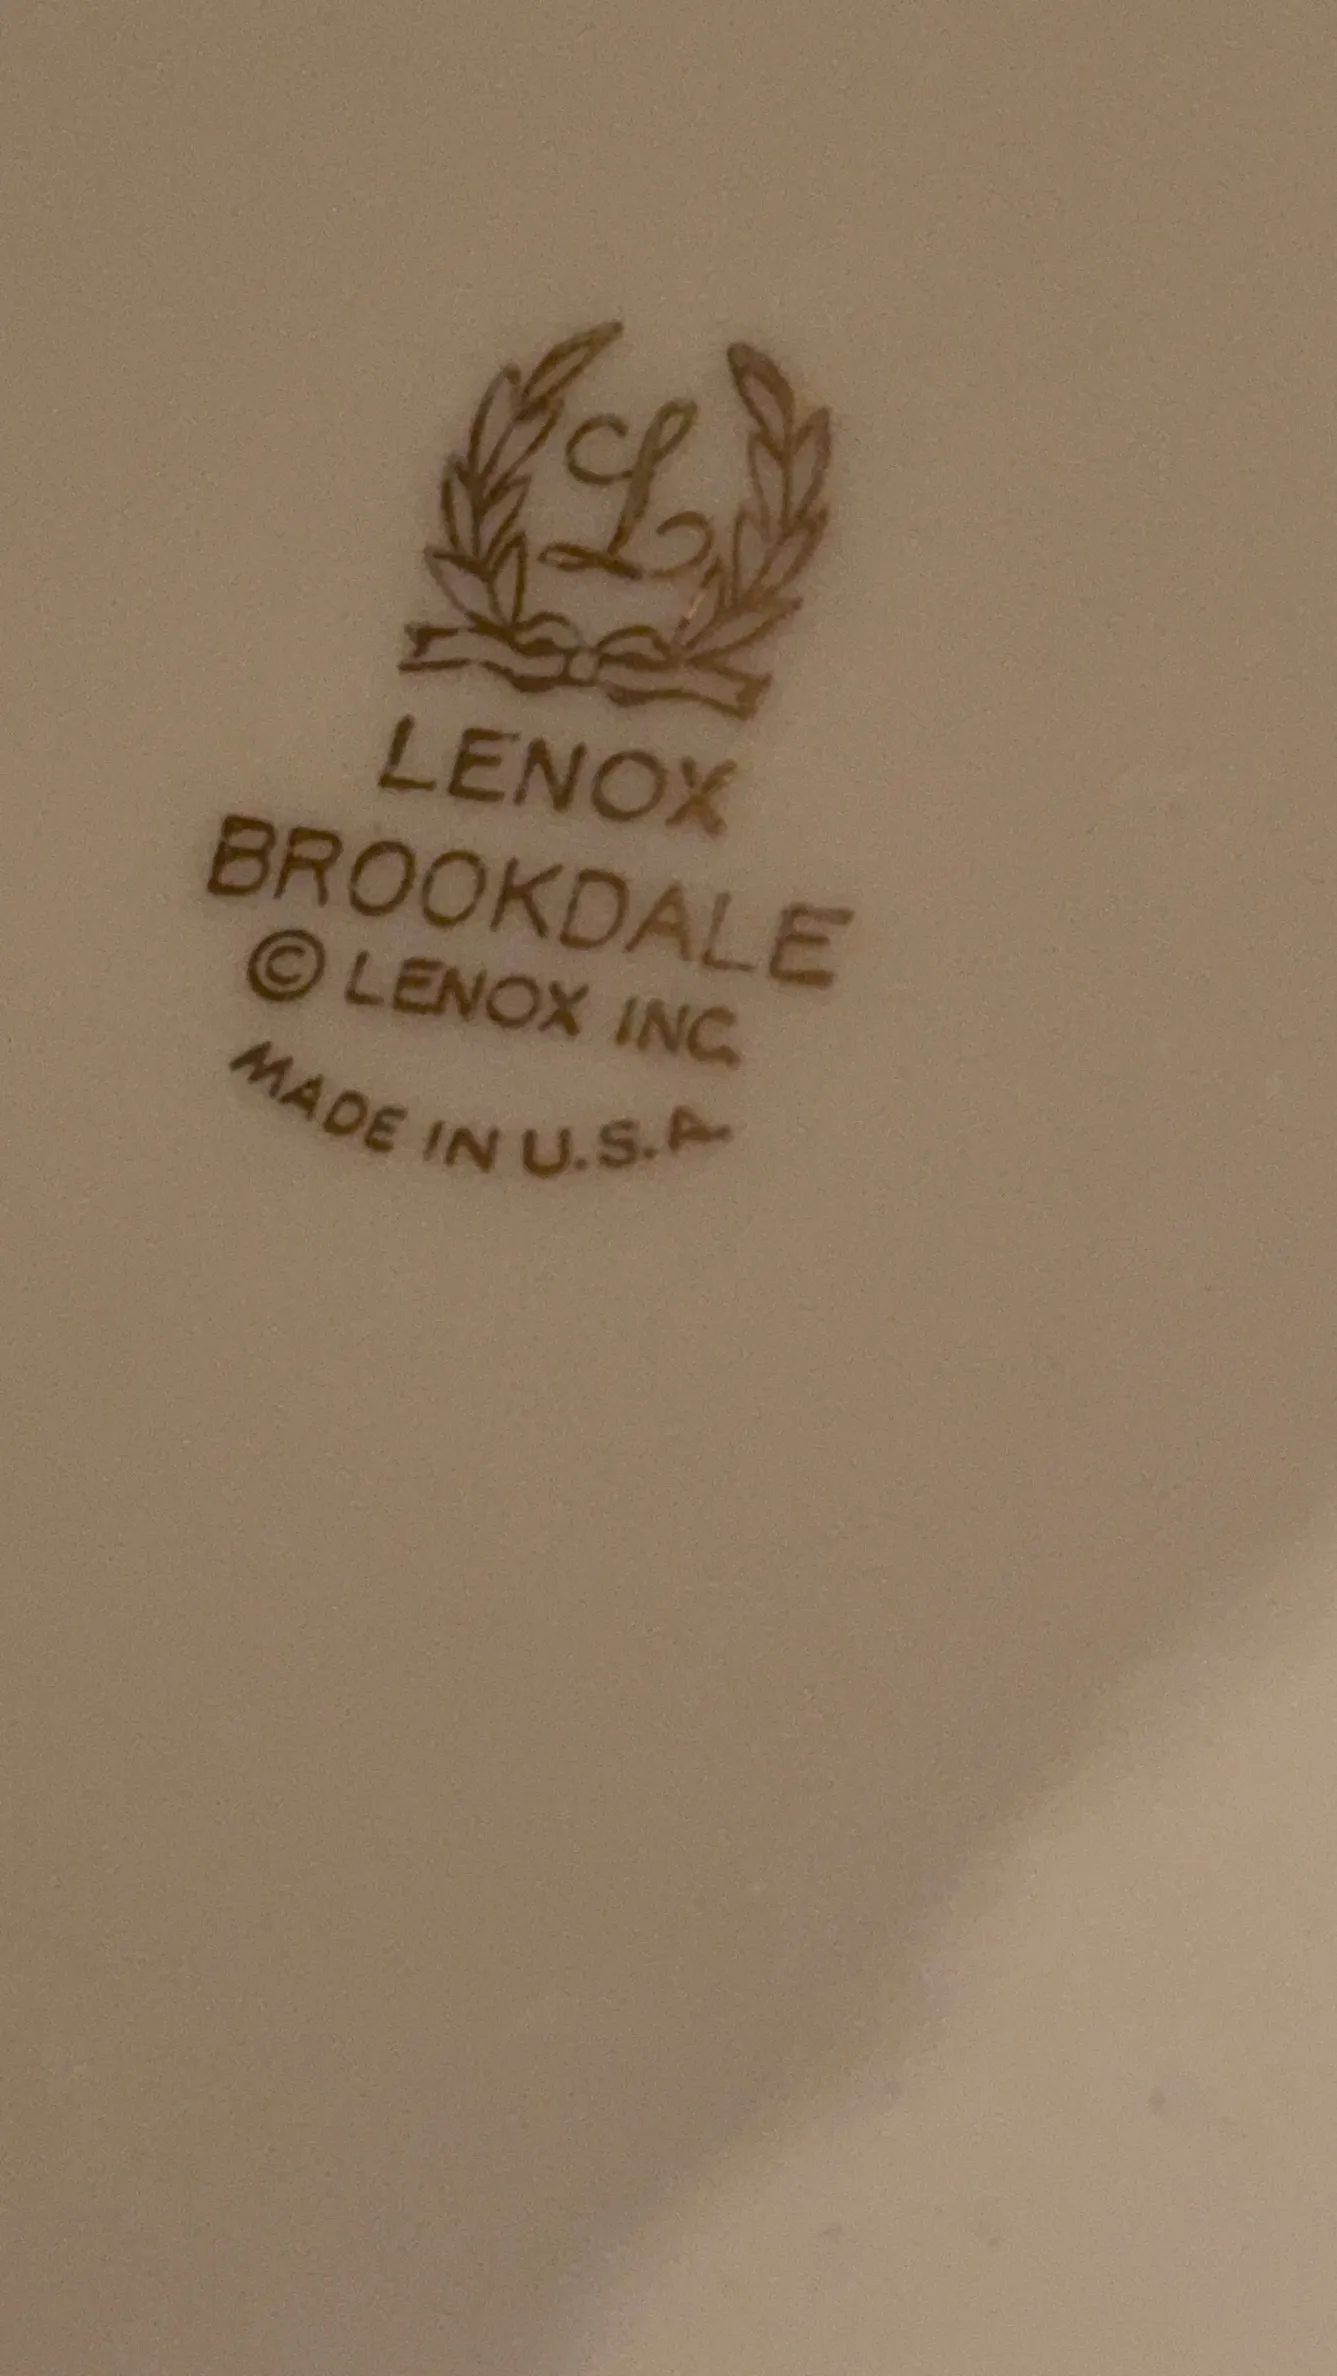 L
LENOX
BROOKDALE
© LENOX INC.
MADE IN U.S.A.